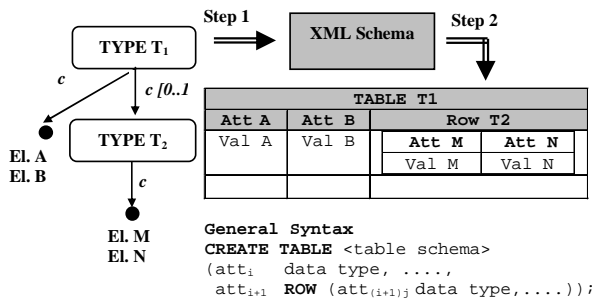 Step 1
Step 2
TYPE T1
XML Schema
c
c [0..1
TYPE T2
El. A
El. B
c
El. M
El. N
TABLE T1
Att A Att B Row T2
Val A Val B Att M Att N
Val M Val N
General Syntax
CREATE TABLE <table schema>
(atti data type, ....,
atti+1 ROW (att(i+1)j data type,....));